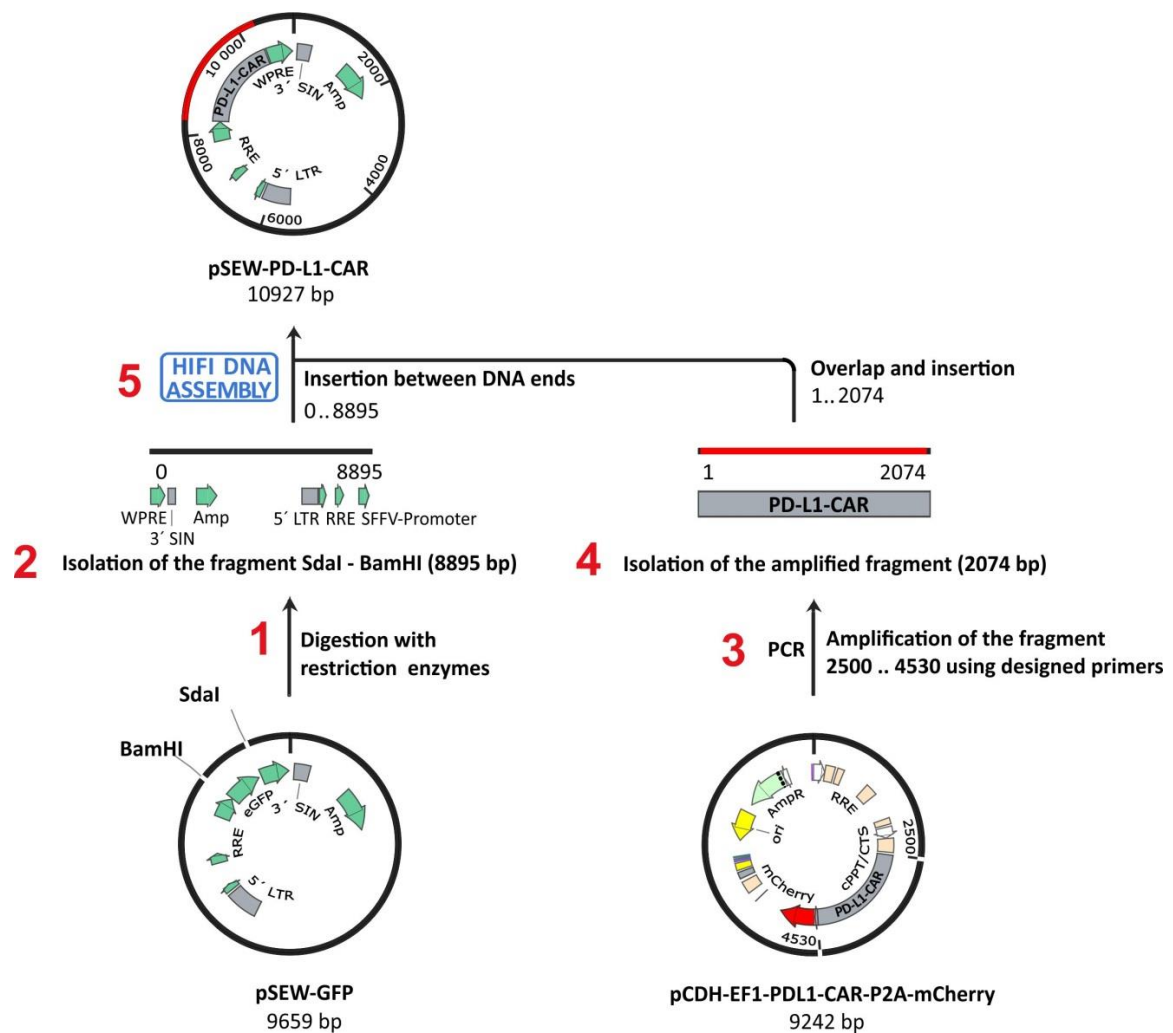 10 000
2000
4000
6000
8000
PD-L1-CAR
WPRE
3´ SIN
Amp
RRE
5´ LTR
pSEW-PD-L1-CAR
10927 bp
5
HIFI DNA
ASSEMBLY
Insertion between DNA ends
0..8895
Overlap and insertion
1..2074
0
8895
WPRE
3´ SIN
Amp
5´ LTR
RRE
SFFV-Promoter
1
2074
PD-L1-CAR
2
Isolation of the fragment SdaI - BamHI (8895 bp)
4
Isolation of the amplified fragment (2074 bp)
1
Digestion with
restriction enzymes
3
PCR
Amplification of the fragment
2500 .. 4530 using designed primers
SdaI
BamHI
eGFP
3´ SIN
Amp
RRE
5´ LTR
pSEW-GFP
9659 bp
AmpR
RRE
ori
cPPT/CTS
2500
mCherry
PD-L1-CAR
4530
pCDH-EF1-PDL1-CAR-P2A-mCherry
9242 bp